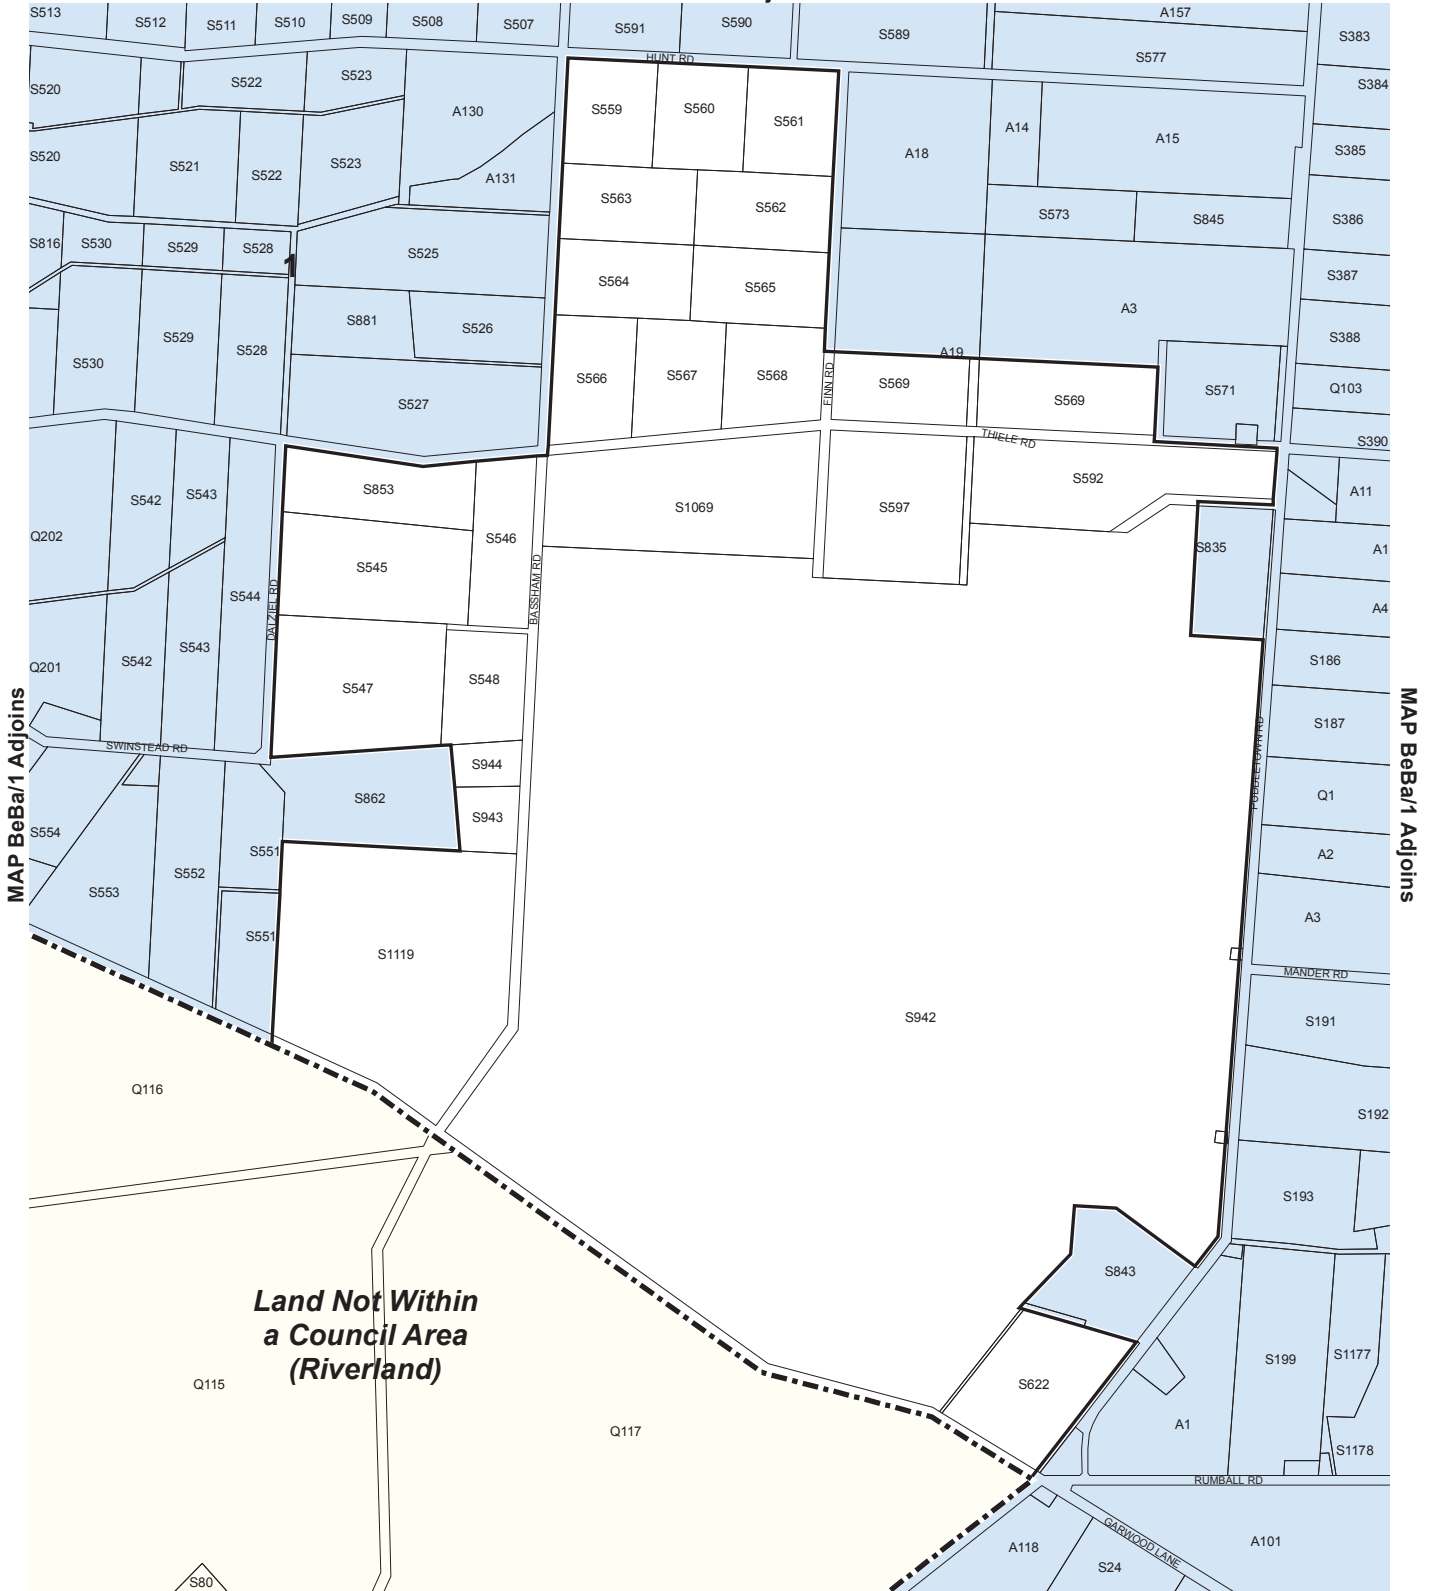 S513
S512
S511
S510
S509
S508
S507
S591
S590
S589
A157
S577
S383
S384
HUNT RD
S520
S522
S523
A130
S559
S560
S561
A18
A14
A15
S385
S520
S521
S522
S523
A131
S563
S562
S573
S845
S386
S816
S530
S529
S528
1
S525
S564
S565
A3
S387
S881
S526
S530
S529
S528
S527
S566
S567
S568
FINN RD
A19
S569
S569
S571
S388
Q103
S390
THIELE RD
S542
S543
Q202
S544
DALZIEL RD
S853
S545
S546
BASSHAM RD
S1069
S597
S592
S835
A11
A1
A4
S186
Q201
S542
S543
S547
S548
S187
SWINSTEAD RD
PUDDLETOWN RD
MAP BeBa/1 Adjoins
MAP BeBa/1 Adjoins
S944
S943
S862
Q1
A2
A3
S554
S553
S552
S551
S551
S1119
S942
MANDER RD
S191
S192
S193
Q116
S843
Land Not Within
a Council Area
(Riverland)
Q115
Q117
S622
S199
S1177
A1
S1178
RUMBALL RD
GARWOOD LANE
A118
S24
A101
S80